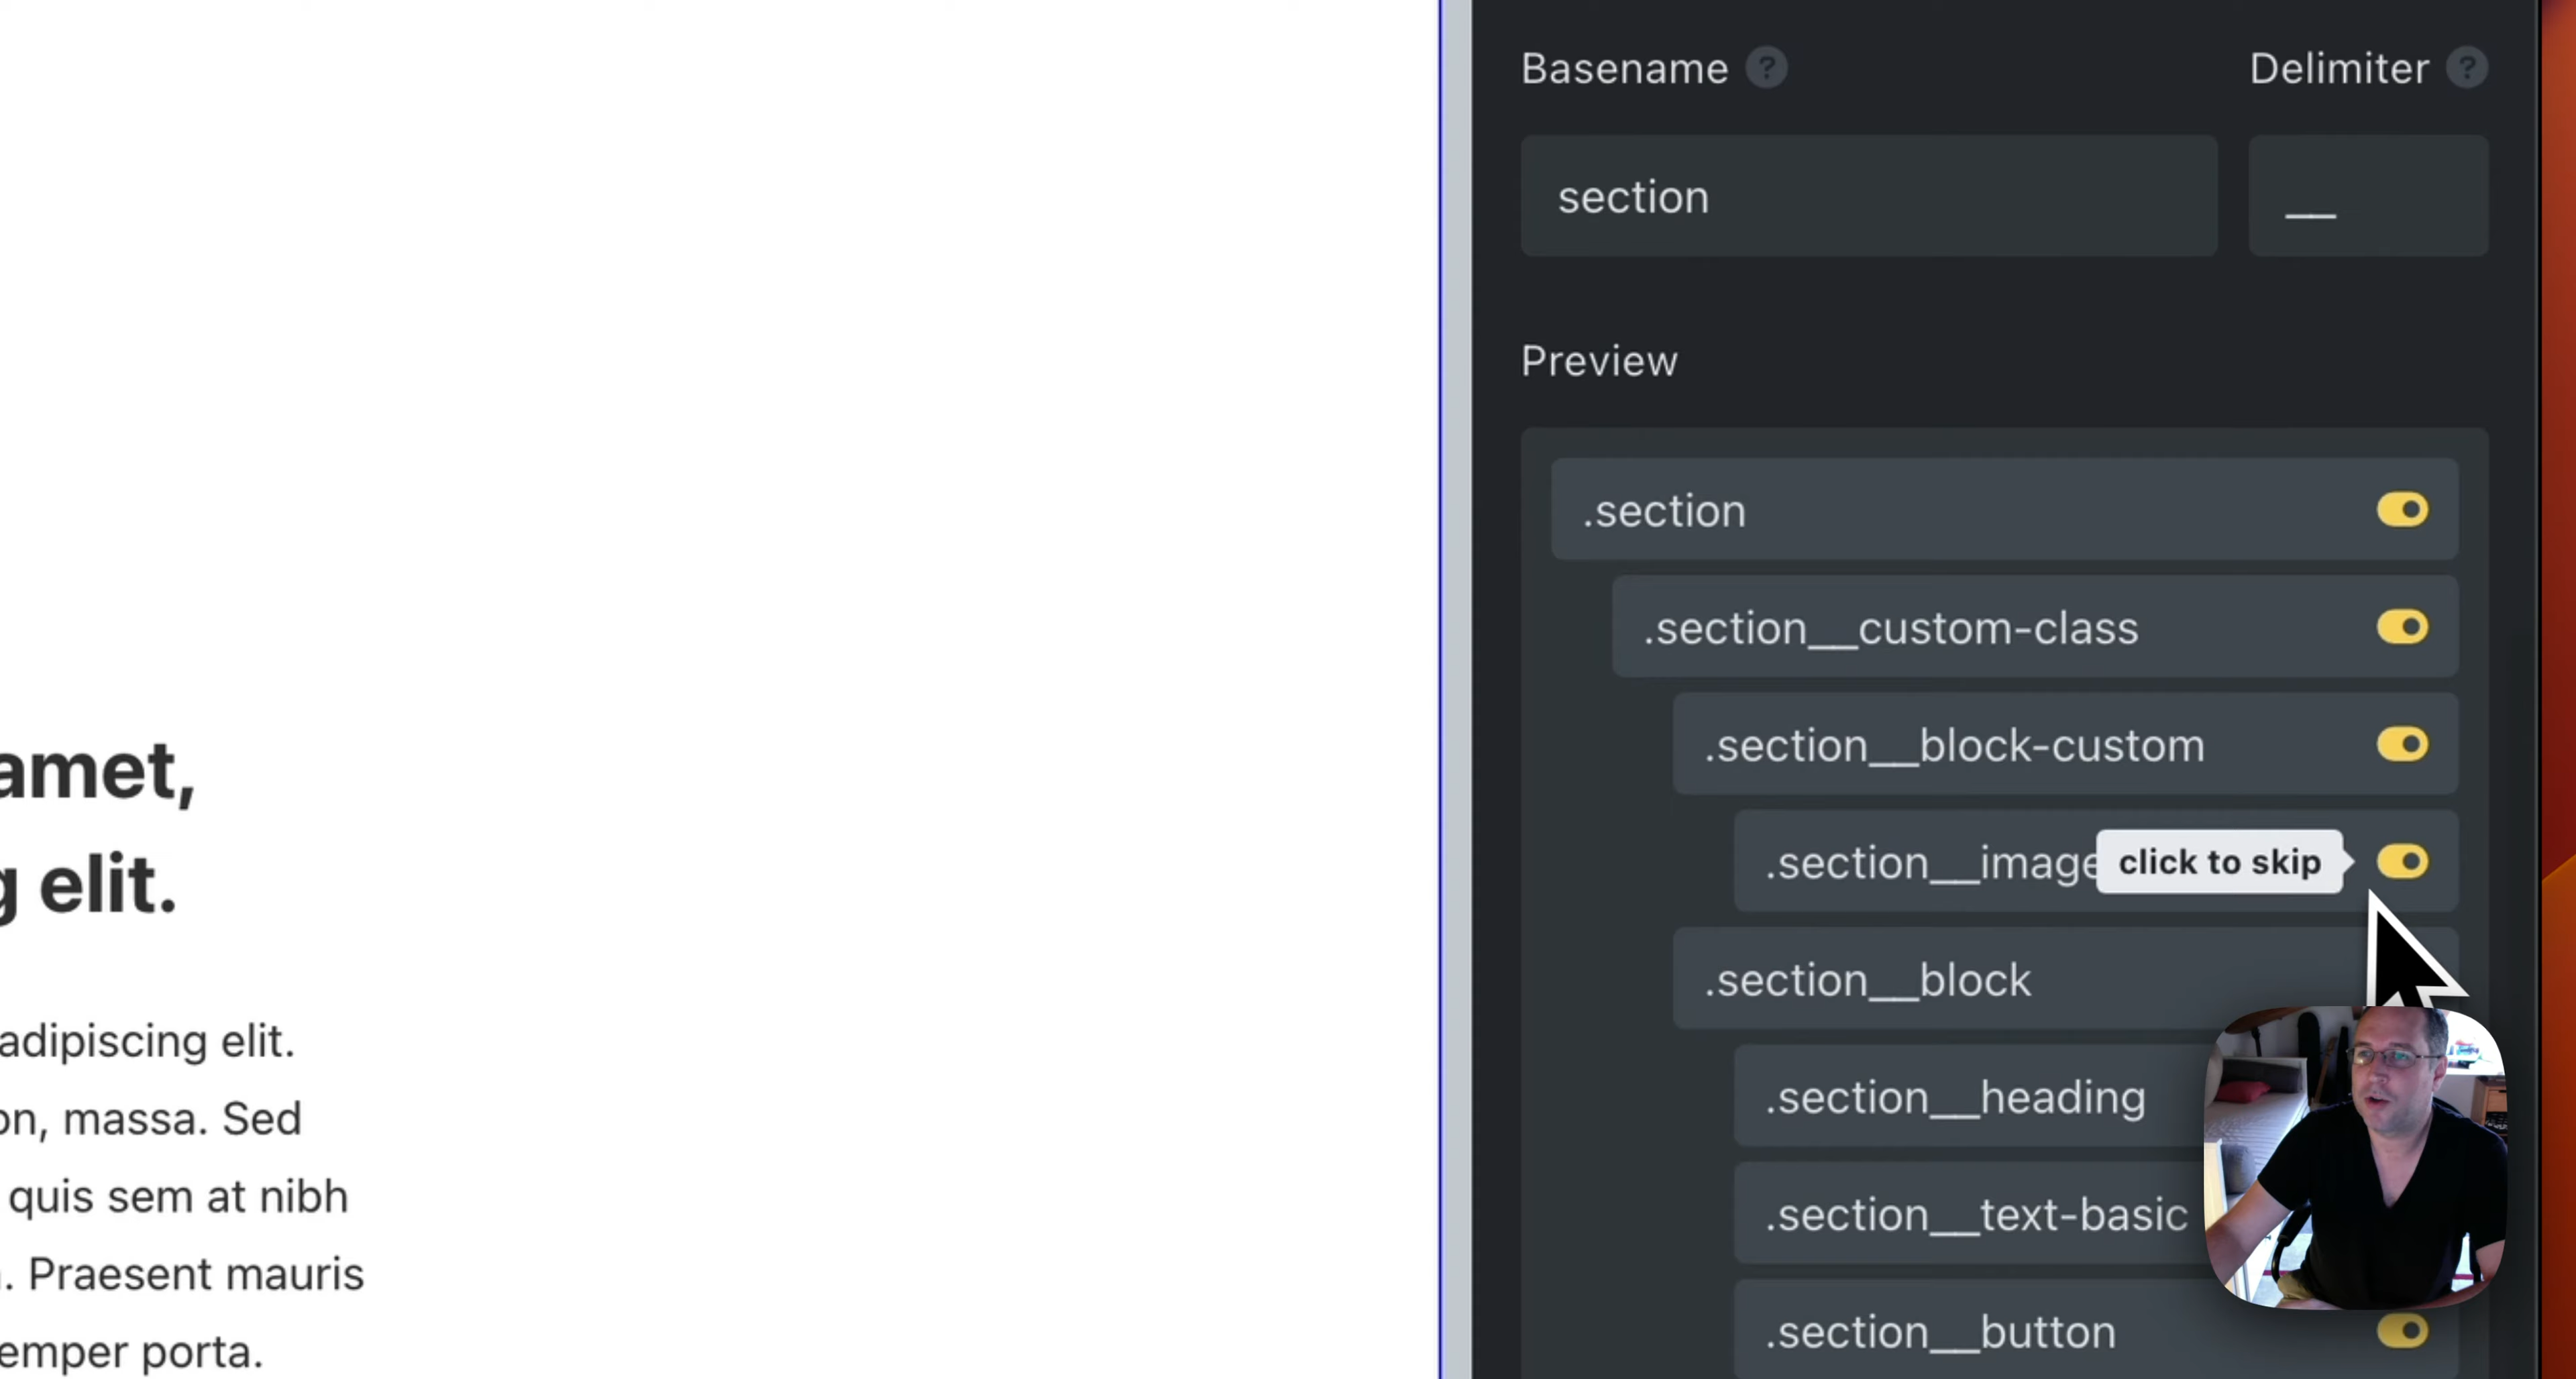 amet,
g elit.
adipiscing elit.
on, massa. Sed
quis sem at nibh
. Praesent mauris
emper porta.
Basename ?
Delimiter ?
section
__
Preview
.section
.section__custom-class
.section__block-custom
.section__image
click to skip
.section__block
.section__heading
.section__text-basic
.section__button